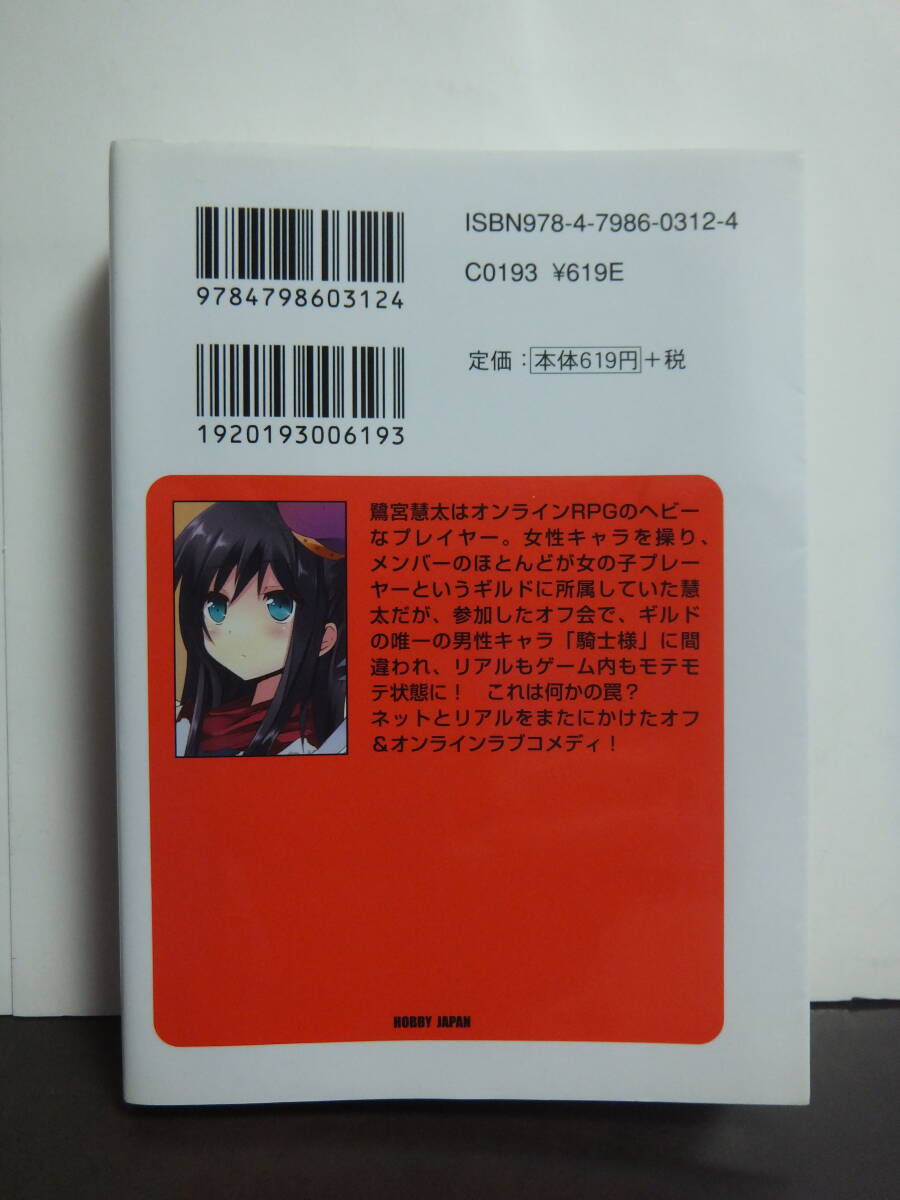 9784798603124
ISBN978-4-7986-0312-4
C0193 ¥619E
1920193006193
定価：本体619円＋税
鷺宮慧太はオンラインRPGのヘビー
なプレイヤー。女性キャラを操り、
メンバーのほとんどが女の子プレー
ヤーというギルドに所属していた慧
太だが、参加したオフ会で、ギルド
の唯一の男性キャラ「騎士様」に間
違われ、リアルもゲーム内もモテモ
テ状態に！　これは何かの罠？
ネットとリアルをまたにかけたオフ
＆オンラインラブコメディ！
HOBBY JAPAN